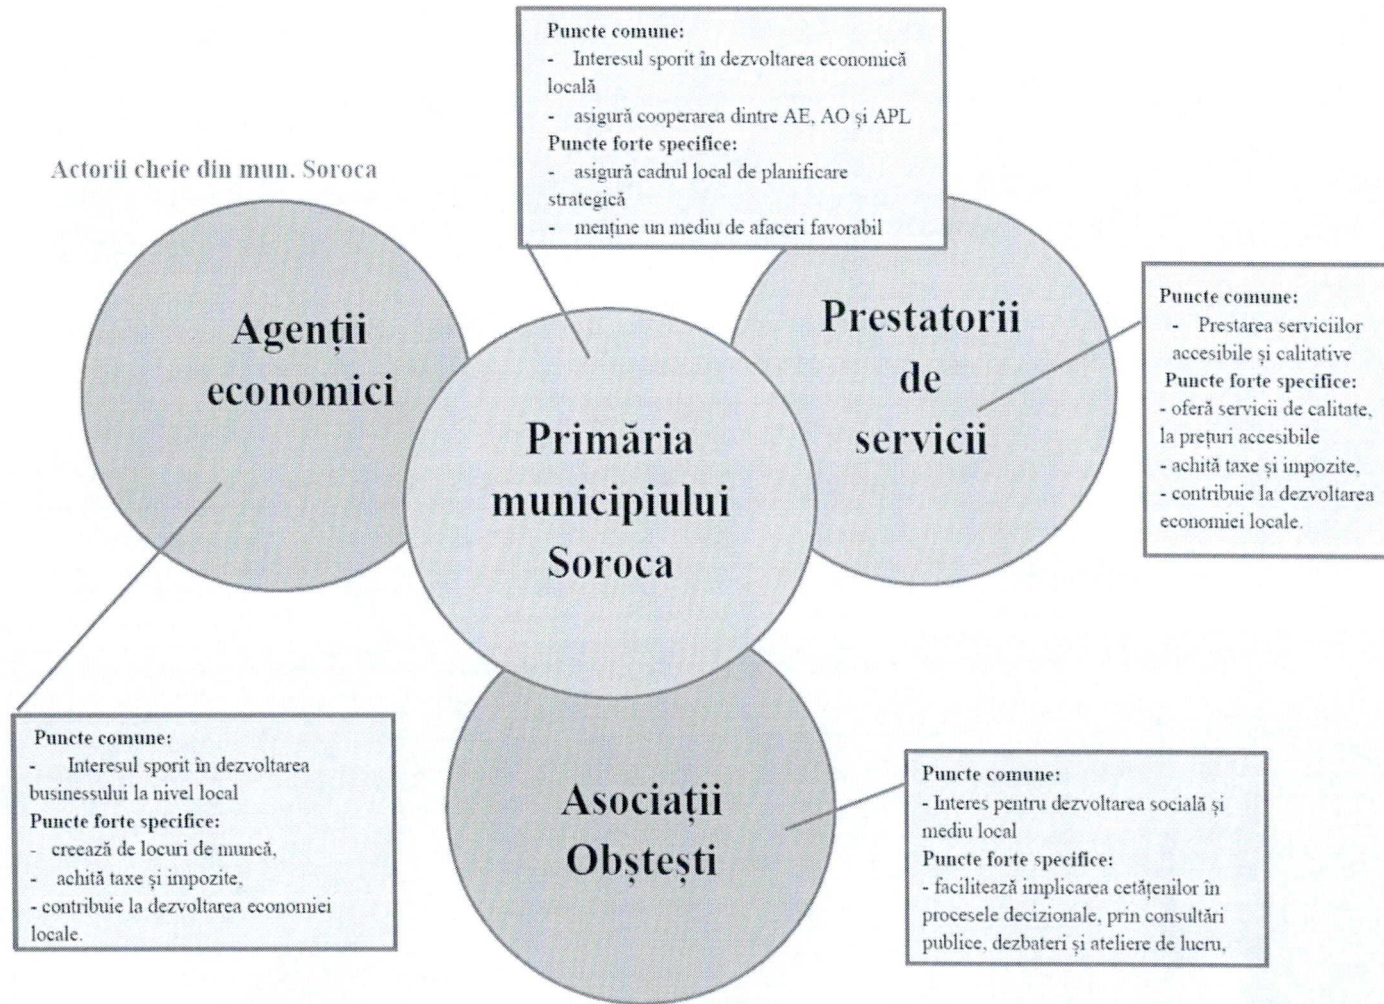 Puncte comune:
- Interesul sporit în dezvoltarea economică
locală
- asigură cooperarea dintre AE, AO și APL
Puncte forte specifice:
- asigură cadrul local de planificare
strategică
- menține un mediu de afaceri favorabil
Actorii cheie din mun. Soroca
Agenții
economici
Primăria
municipiului
Soroca
Prestatorii
de
servicii
Puncte comune:
- Prestarea serviciilor
accesibile și calitative
Puncte forte specifice:
- oferă servicii de calitate,
la prețuri accesibile
- achită taxe și impozite,
- contribuie la dezvoltarea
economiei locale.
Puncte comune:
- Interesul sporit în dezvoltarea
businessului la nivel local
Puncte forte specifice:
- creează de locuri de muncă,
- achită taxe și impozite,
- contribuie la dezvoltarea economiei
locale.
Asociații
Obștești
Puncte comune:
- Interes pentru dezvoltarea socială și
mediu local
Puncte forte specifice:
- facilitează implicarea cetățenilor în
procesele decizionale, prin consultări
publice, dezbateri și ateliere de lucru,